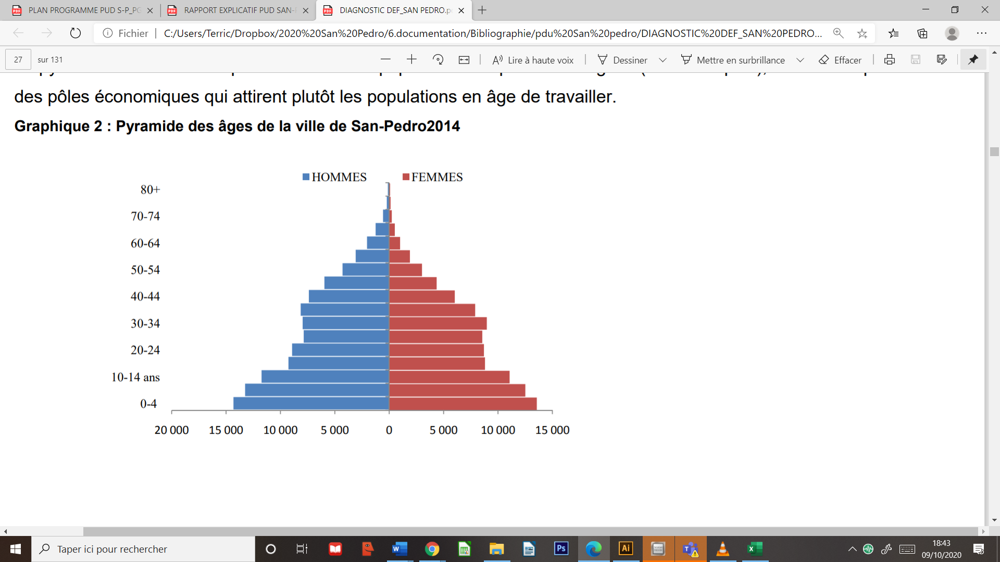 PLAN PROGRAMME PUD S-P_PG
RAPPORT EXPLICATIF PUD SAN-
DIAGNOSTIC DEF_SAN PEDRO.p
Fichier
C:/Users/Terric/Dropbox/2020%20San%20Pedro/6.documentation/Bibliographie/pdu%20San%20pedro/DIAGNOSTIC%20DEF_SAN%20PEDRO...
27 sur 131
Lire à haute voix
Dessiner
Mettre en surbrillance
Effacer
des pôles économiques qui attirent plutôt les populations en âge de travailler.
Graphique 2 : Pyramide des âges de la ville de San-Pedro2014
HOMMES FEMMES
80+
70-74
60-64
50-54
40-44
30-34
20-24
10-14 ans
0-4
20 000 15 000 10 000 5 000 0 5 000 10 000 15 000
Taper ici pour rechercher
18:43
09/10/2020